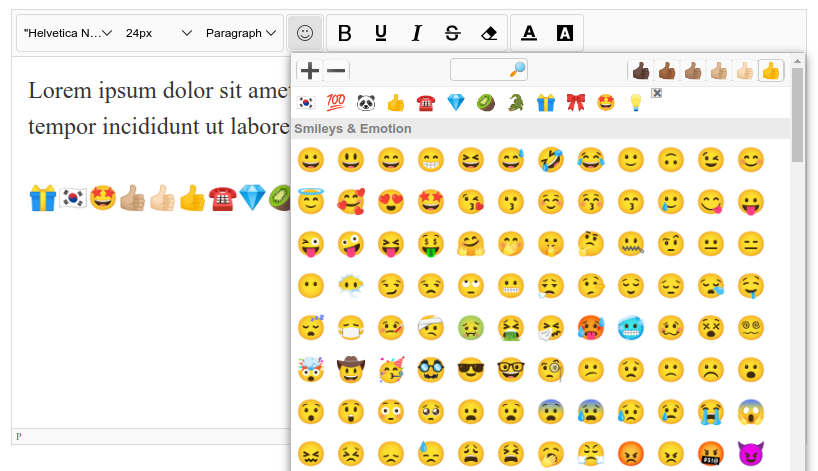 "Helvetica N... 24px Paragraph B U I S A A
Lorem ipsum dolor sit amet
tempor incididunt ut labore
Smileys & Emotion
P